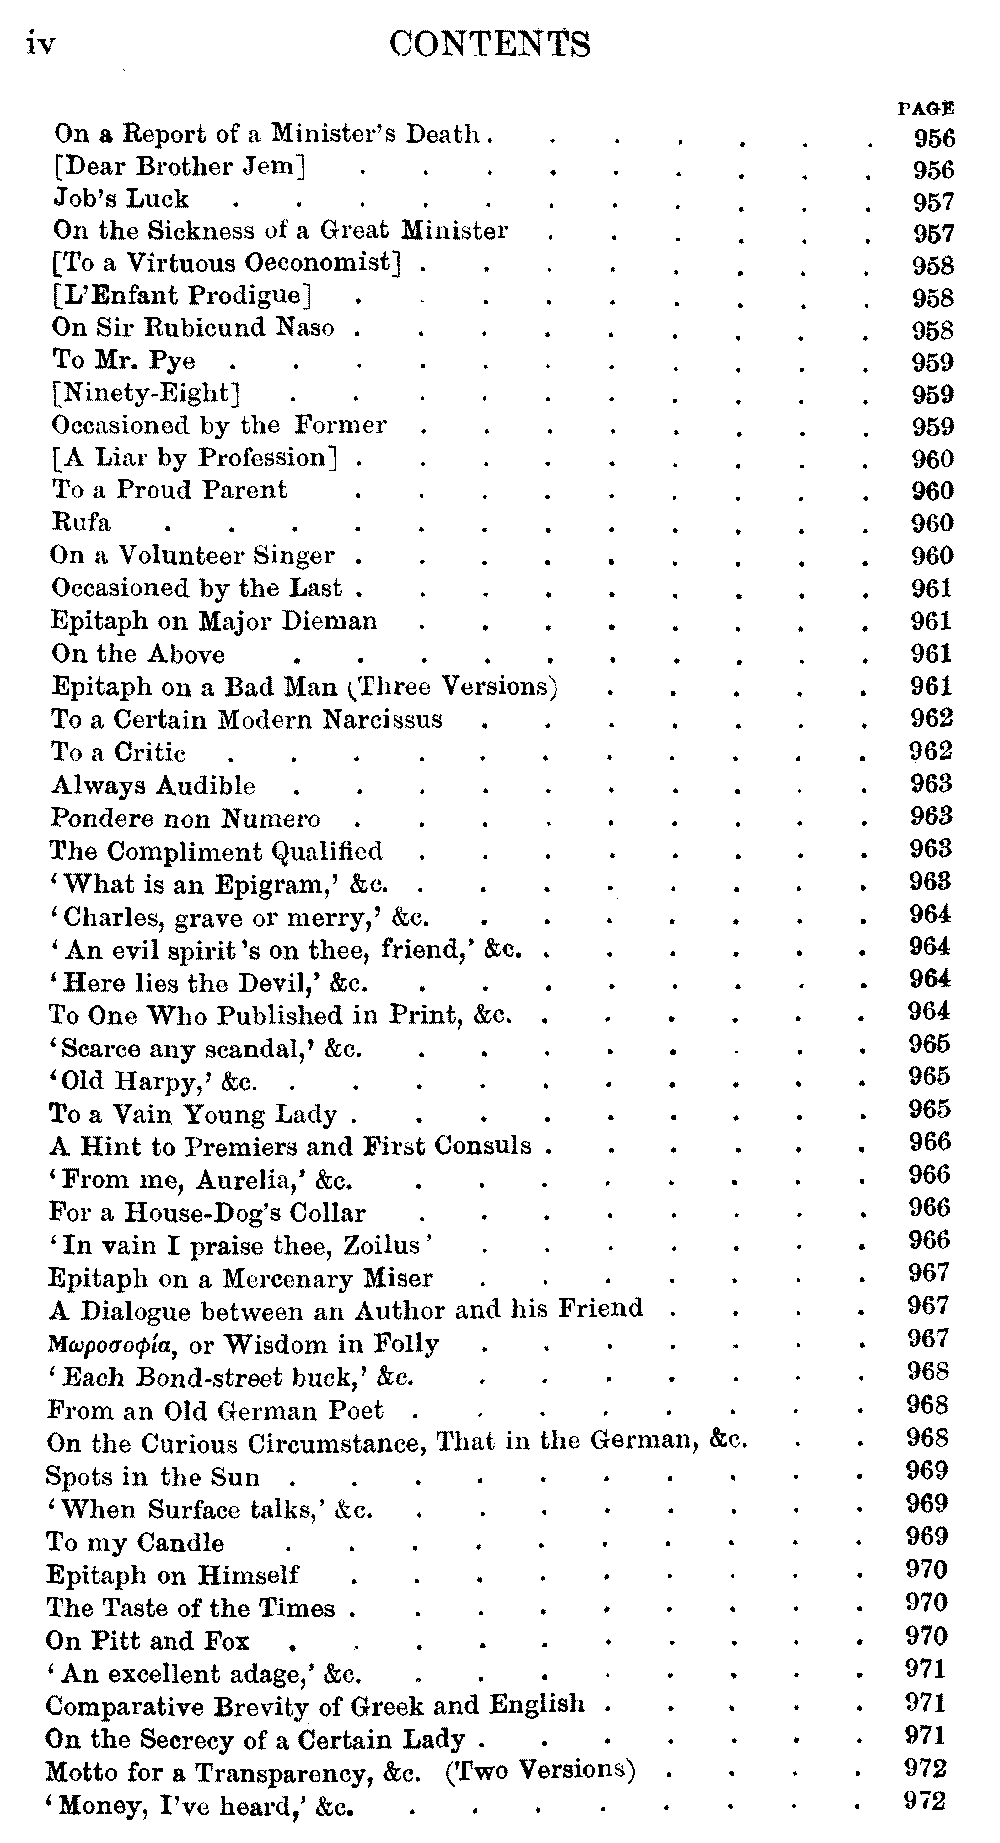 iv CONTENTS
PAGE
On a Report of a Minister's Death . . . . . . . 956
[Dear Brother Jem] . . . . . . . . . 956
Job's Luck . . . . . . . . . . . 957
On the Sickness of a Great Minister . . . . . . 957
[To a Virtuous Oeconomist] . . . . . . . . 958
[L'Enfant Prodigue] . . . . . . . . . 958
On Sir Rubicund Naso . . . . . . . . . 958
To Mr. Pye . . . . . . . . . . . 959
[Ninety-Eight] . . . . . . . . . . 959
Occasioned by the Former . . . . . . . . 959
[A Liar by Profession] . . . . . . . . . 960
To a Proud Parent . . . . . . . . . 960
Rufa . . . . . . . . . . . . 960
On a Volunteer Singer . . . . . . . . . 960
Occasioned by the Last . . . . . . . . . 961
Epitaph on Major Dieman . . . . . . . . 961
On the Above . . . . . . . . . . 961
Epitaph on a Bad Man (Three Versions) . . . . . 961
To a Certain Modern Narcissus . . . . . . . 962
To a Critic . . . . . . . . . . . 962
Always Audible . . . . . . . . . . 963
Pondere non Numero . . . . . . . . . 963
The Compliment Qualified . . . . . . . . 963
'What is an Epigram,' &c. . . . . . . . . 963
'Charles, grave or merry,' &c. . . . . . . . 964
'An evil spirit's on thee, friend,' &c. . . . . . . 964
'Here lies the Devil,' &c. . . . . . . . . 964
To One Who Published in Print, &c. . . . . . . 964
'Scarce any scandal,' &c. . . . . . . . . 965
'Old Harpy,' &c. . . . . . . . . . . 965
To a Vain Young Lady . . . . . . . . . 965
A Hint to Premiers and First Consuls . . . . . . 966
'From me, Aurelia,' &c. . . . . . . . . 966
For a House-Dog's Collar . . . . . . . . 966
'In vain I praise thee, Zoilus' . . . . . . . 966
Epitaph on a Mercenary Miser . . . . . . . 967
A Dialogue between an Author and his Friend . . . . 967
Μωροσοφία, or Wisdom in Folly . . . . . . . 967
'Each Bond-street buck,' &c. . . . . . . . 968
From an Old German Poet . . . . . . . . 968
On the Curious Circumstance, That in the German, &c. . . 968
Spots in the Sun . . . . . . . . . . 969
'When Surface talks,' &c. . . . . . . . . 969
To my Candle . . . . . . . . . . 969
Epitaph on Himself . . . . . . . . . 970
The Taste of the Times . . . . . . . . . 970
On Pitt and Fox . . . . . . . . . . 970
'An excellent adage,' &c. . . . . . . . . 971
Comparative Brevity of Greek and English . . . . . 971
On the Secrecy of a Certain Lady . . . . . . . 971
Motto for a Transparency, &c. (Two Versions) . . . . 972
'Money, I've heard,' &c. . . . . . . . . 972